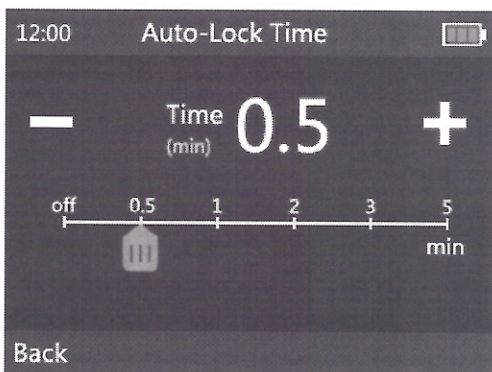 12:00 Auto-Lock Time
Time 0.5
(min)
off 0.5 1 2 3 5
min
Back